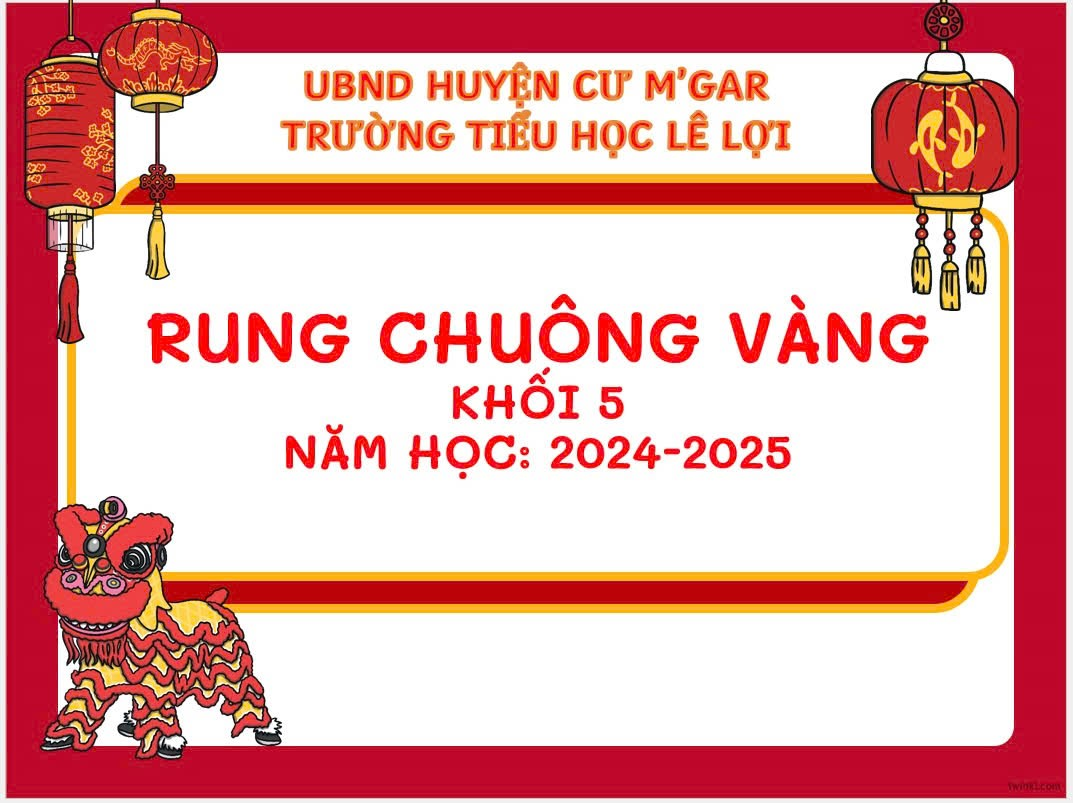 UBND HUYỆN CƯ M'GAR
TRƯỜNG TIỂU HỌC LÊ LỢI
RUNG CHUÔNG VÀNG
KHỐI 5
NĂM HỌC: 2024-2025
twinkl.com